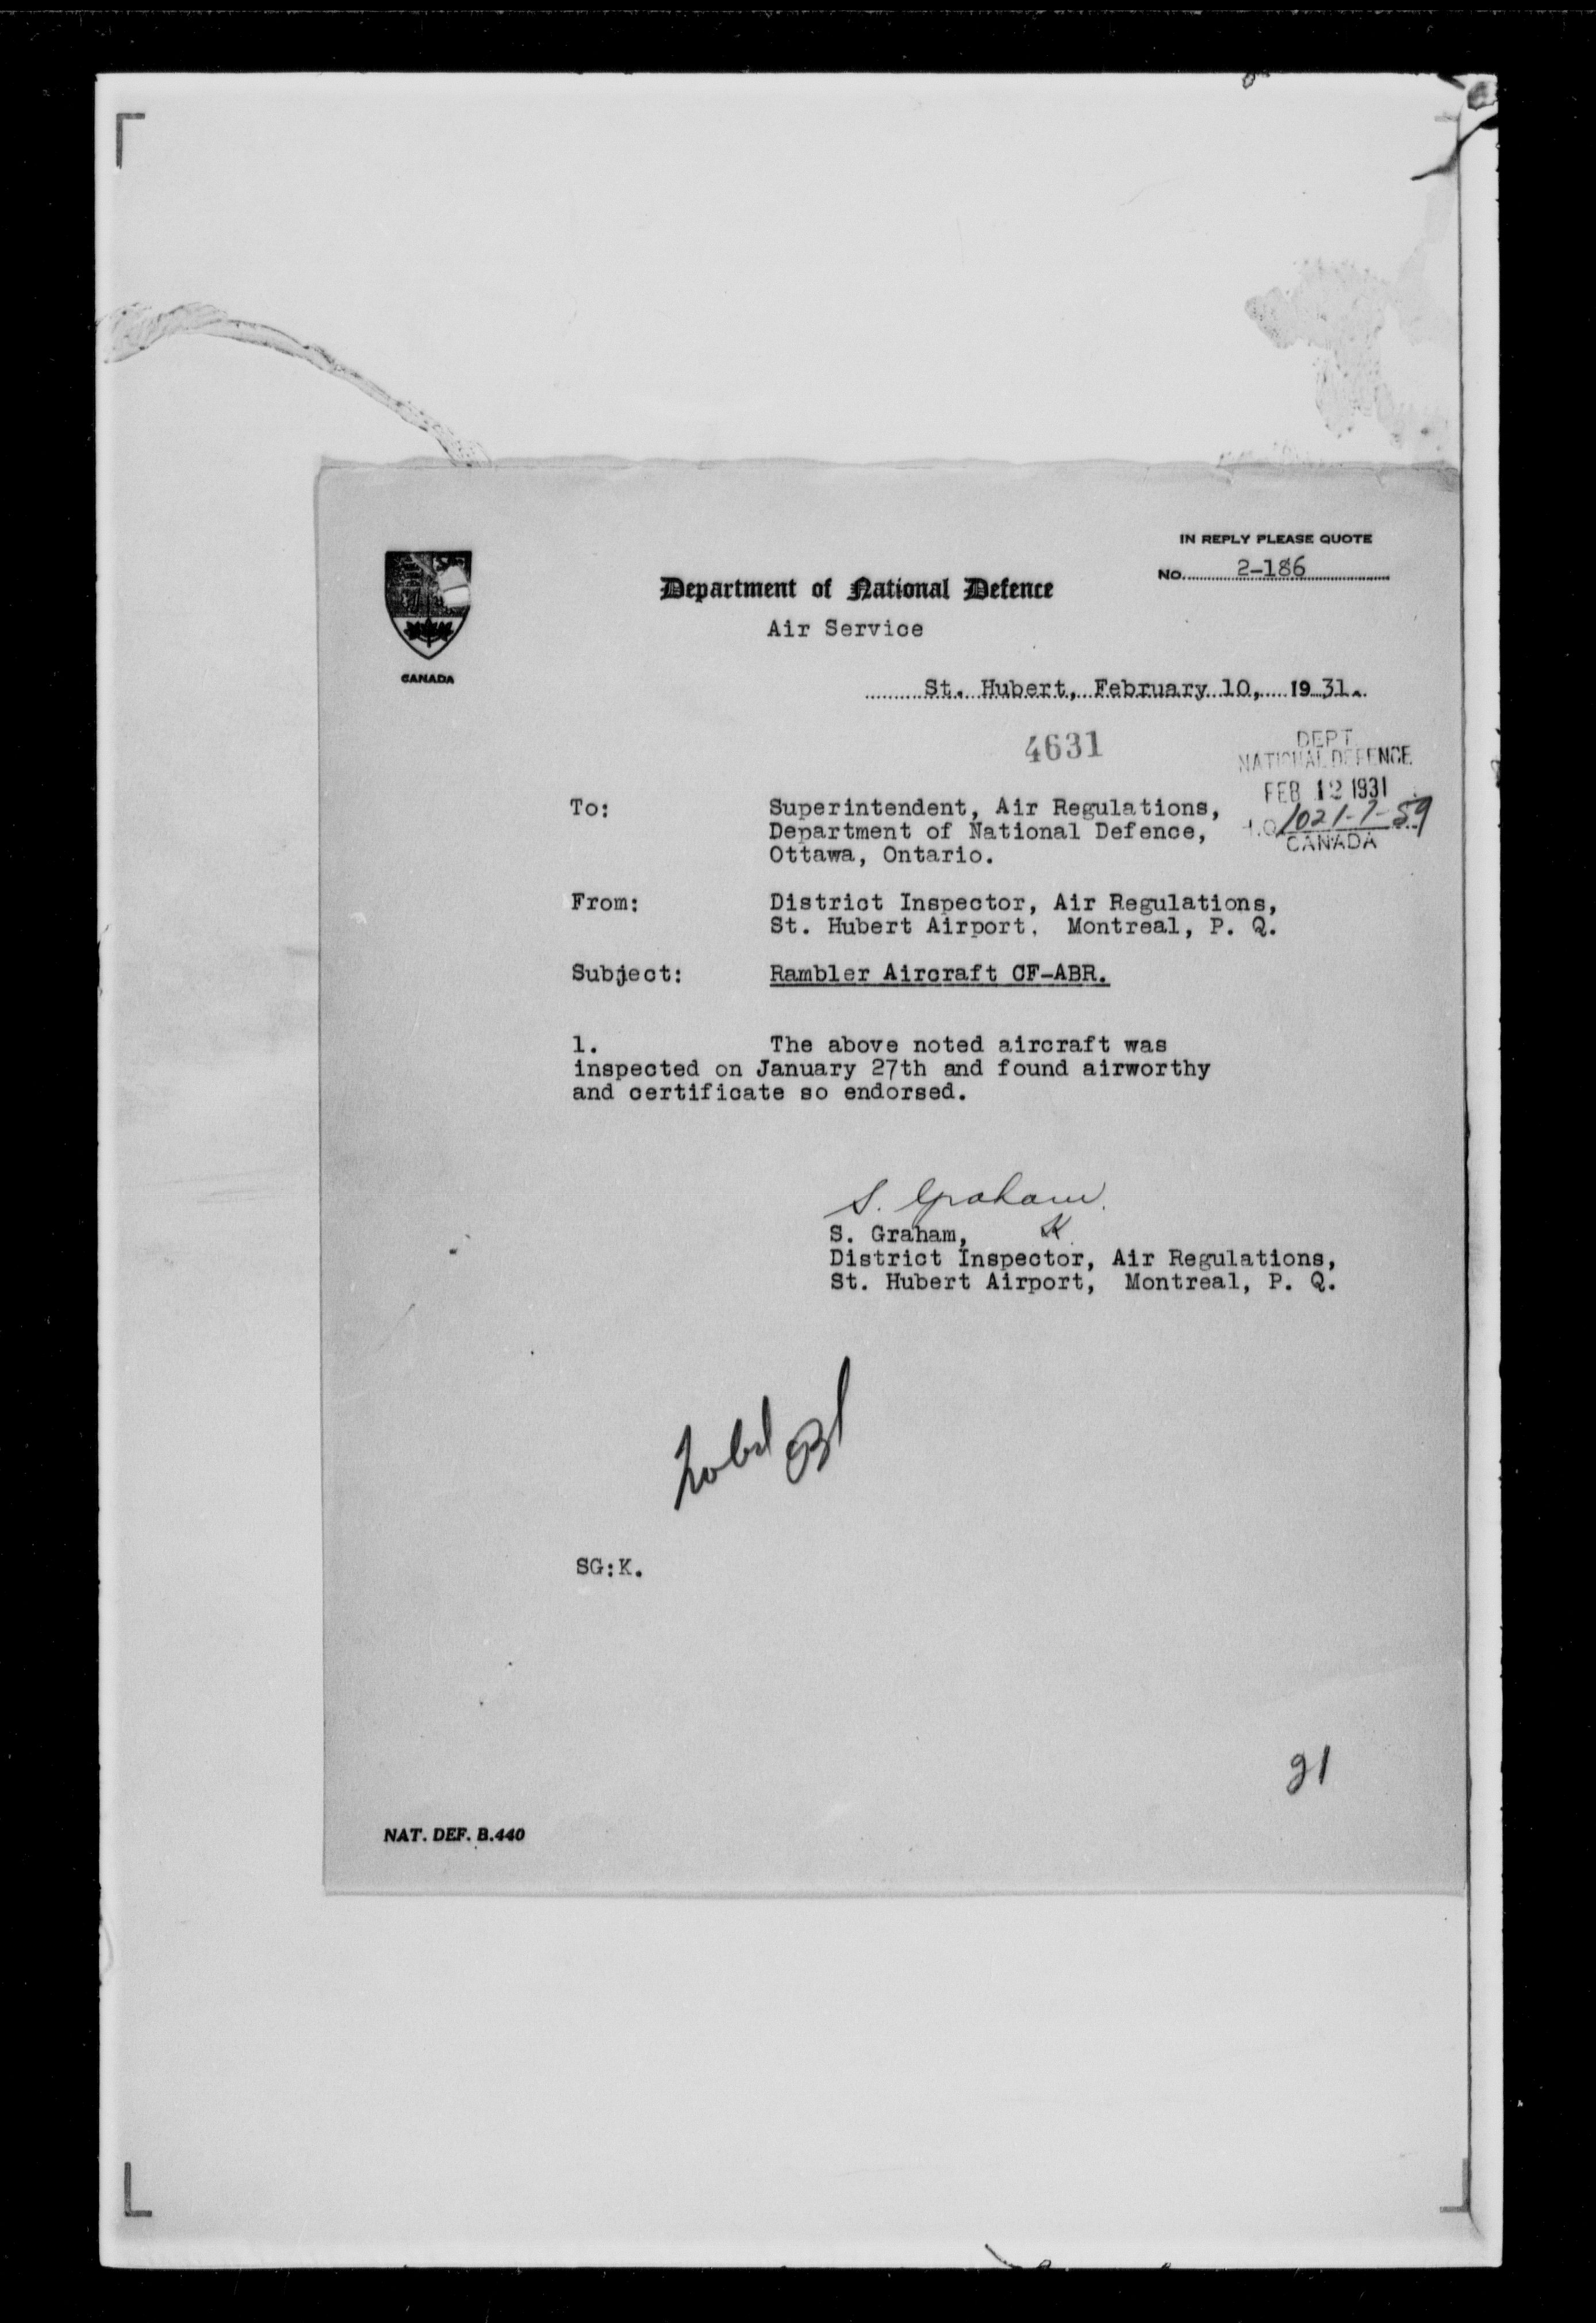 IN REPLY PLEASE QUOTE
No. 2-186
Department of National Defence
Air Service
CANADA
St. Hubert, February 10, 19 31.
4631
DEPT.
NATIONAL DEFENCE
FEB 12 1931
H.Q. 1021-7-59
CANADA
To: Superintendent, Air Regulations,
Department of National Defence,
Ottawa, Ontario.
From: District Inspector, Air Regulations,
St. Hubert Airport. Montreal, P. Q.
Subject: Rambler Aircraft CF-ABR.
1. The above noted aircraft was
inspected on January 27th and found airworthy
and certificate so endorsed.
S. Graham.
S. Graham, K.
District Inspector, Air Regulations,
St. Hubert Airport, Montreal, P. Q.
SG:K.
21
NAT. DEF. B.440